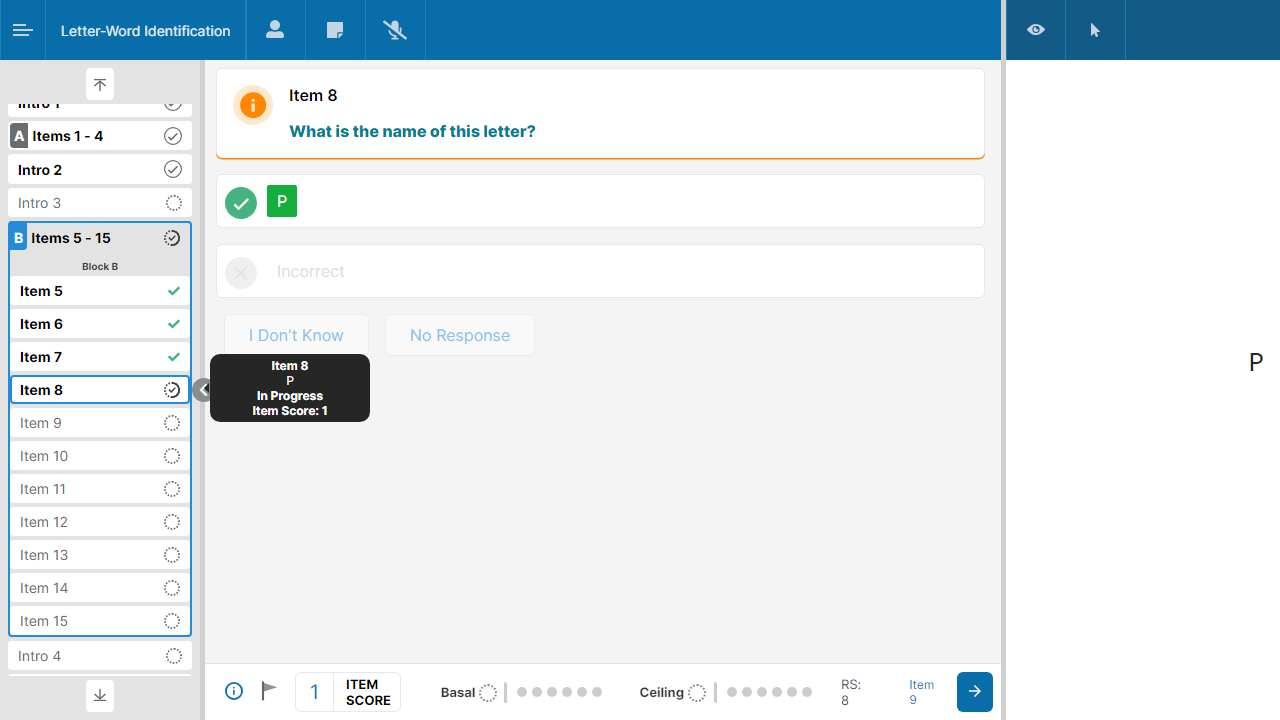 Letter-Word Identification
Intro 1
A Items 1 - 4
Intro 2
Intro 3
B Items 5 - 15
Block B
Item 5
Item 6
Item 7
Item 8
Item 9
Item 10
Item 11
Item 12
Item 13
Item 14
Item 15
Intro 4
Item 8
What is the name of this letter?
P
Incorrect
I Don't Know
No Response
Item 8
P
In Progress
Item Score: 1
1
ITEM
SCORE
Basal
Ceiling
RS:
8
Item
9
P